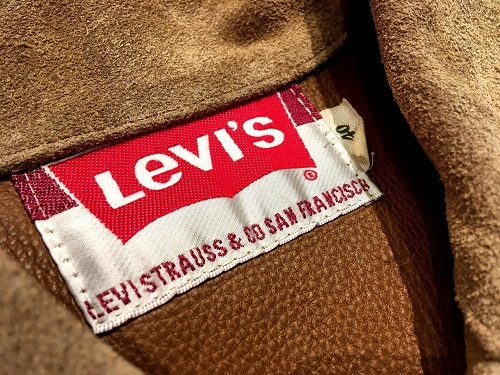 Levi's
®
LEVI STRAUSS & CO SAN FRANCISCO
40